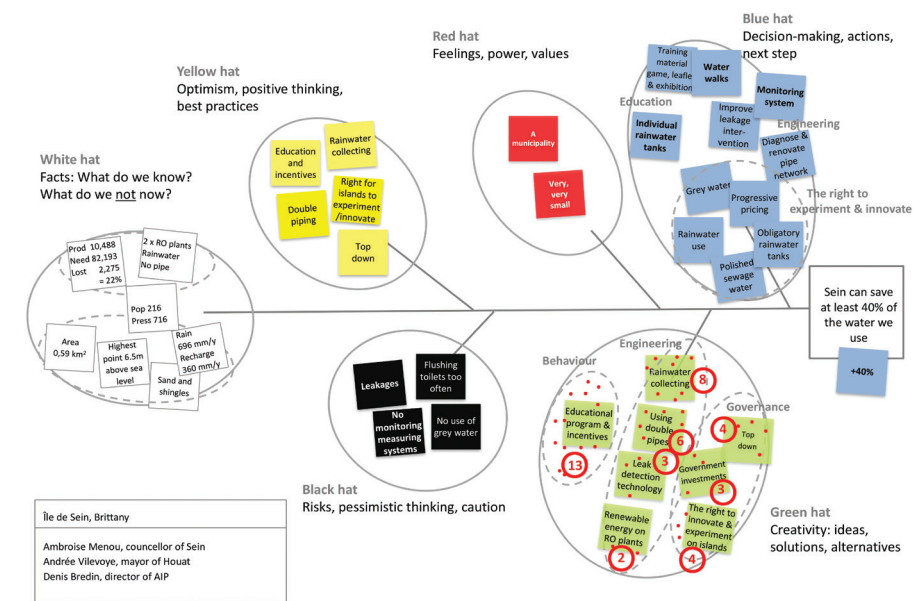 Blue hat
Decision-making, actions,
next step
Red hat
Feelings, power, values
Yellow hat
Optimism, positive thinking,
best practices
White hat
Facts: What do we know?
What do we not now?
Training
material
game, leafle
& exhibition
Water
walks
Monitoring
system
Education
Individual
rainwater
tanks
Improve
leakage
inter-
vention
Engineering
Diagnose &
renovate
pipe
network
Grey water
Progressive
pricing
The right to
experiment & innovate
Rainwater
use
Obligatory
rainwater
tanks
Polished
sewage
water
A
municipality
Very,
very
small
Education
and
incentives
Rainwater
collecting
Double
piping
Right for
islands to
experiment
/innovate
Top
down
Prod 10,488
Need 82,193
Lost 2,275
= 22%
2 x RO plants
Rainwater
No pipe
Pop 216
Press 716
Area
0,59 km²
Highest
point 6.5m
above sea
level
Rain
696 mm/y
Recharge
360 mm/y
Sand and
shingles
Sein can save
at least 40% of
the water we
use
+40%
Leakages
Flushing
toilets too
often
No
monitoring
measuring
systems
No use of
grey water
Black hat
Risks, pessimistic thinking, caution
Behaviour
Educational
program &
incentives
13
Engineering
Rainwater
collecting
8
Using
double
pipes
6
Leak
detection
technology
3
Renewable
energy on
RO plants
2
Governance
4
Top
down
Government
investments
3
The right to
innovate &
experiment
on islands
4
Green hat
Creativity: ideas,
solutions, alternatives
Île de Sein, Brittany
Ambroise Menou, councellor of Sein
Andrée Vilevoye, mayor of Houat
Denis Bredin, director of AIP